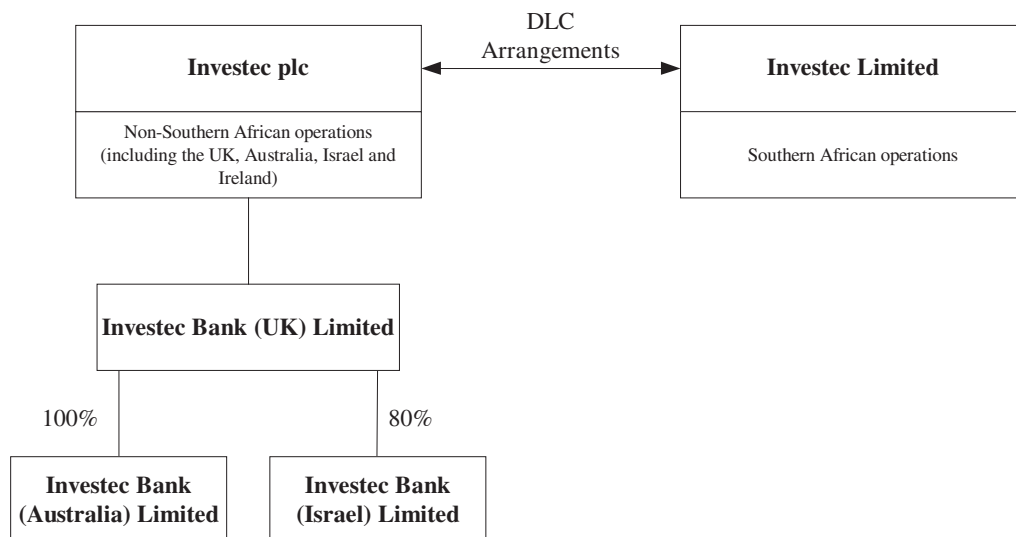 DLC
Arrangements
Investec plc
Investec Limited
Non-Southern African operations
(including the UK, Australia, Israel and
Ireland)
Southern African operations
Investec Bank (UK) Limited
100%
80%
Investec Bank
(Australia) Limited
Investec Bank
(Israel) Limited